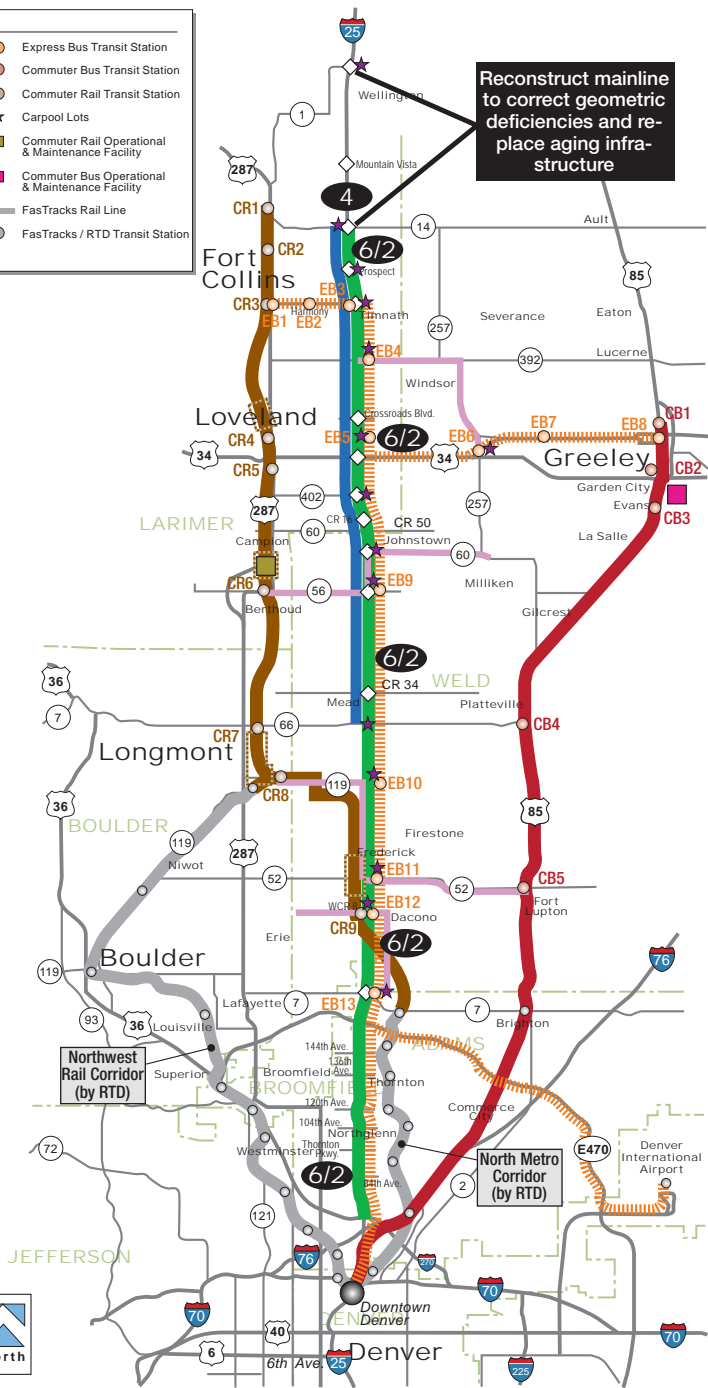 25
Express Bus Transit Station
Commuter Bus Transit Station
Commuter Rail Transit Station
Carpool Lots
Commuter Rail Operational
& Maintenance Facility
Commuter Bus Operational
& Maintenance Facility
FasTracks Rail Line
FasTracks / RTD Transit Station
Wellington
Reconstruct mainline
to correct geometric
deficiencies and re-
place aging infra-
structure
1
Mountain Vista
287
4
CR1
14
Ault
CR2
6/2
Fort
Collins
Prospect
85
EB3
CR3
EB1
Harmony
EB2
Timnath
Severance
Eaton
257
EB4
392
Lucerne
Windsor
Crossroads Blvd.
Loveland
CB1
CR4
EB5
6/2
EB6
EB7
EB8
34
34
Greeley
CR5
CB2
Garden City
402
287
257
Evans
CB3
LARIMER
CR 16
CR 50
60
Campion
Johnstown
La Salle
60
CR6
56
EB9
Milliken
Berthoud
Gilcrest
6/2
36
WELD
CR 34
Mead
Platteville
7
66
CR7
CB4
Longmont
CR8
119
EB10
36
85
BOULDER
119
Firestone
287
Frederick
Niwot
52
EB11
52
CB5
WCR 8
EB12
Fort
Lupton
Dacono
CR9
Erie
6/2
Boulder
76
119
Lafayette
7
EB13
7
93
36
Louisville
Brighton
Northwest
Rail Corridor
(by RTD)
144th Ave.
ADAMS
136th
Ave.
Superior
Broomfield
BROOMFIELD
Thornton
120th Ave.
Commerce
City
104th Ave.
Northglenn
72
Westminster
Thornton
Pkwy.
E470
Denver
International
Airport
North Metro
Corridor
(by RTD)
6/2
84th Ave.
2
121
JEFFERSON
76
270
70
70
Downtown
Denver
DENVER
40
70
orth
6
6th Ave.
25
Denver
225